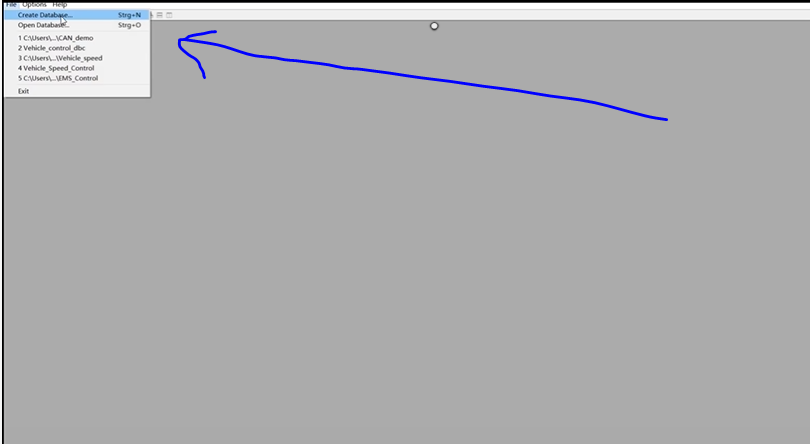 File Options Help
Create Database... Strg+N
Open Database... Strg+O
1 C:\Users\...\CAN_demo
2 Vehicle_control_dbc
3 C:\Users\...\Vehicle_speed
4 Vehicle_Speed_Control
5 C:\Users\...\EMS_Control
Exit